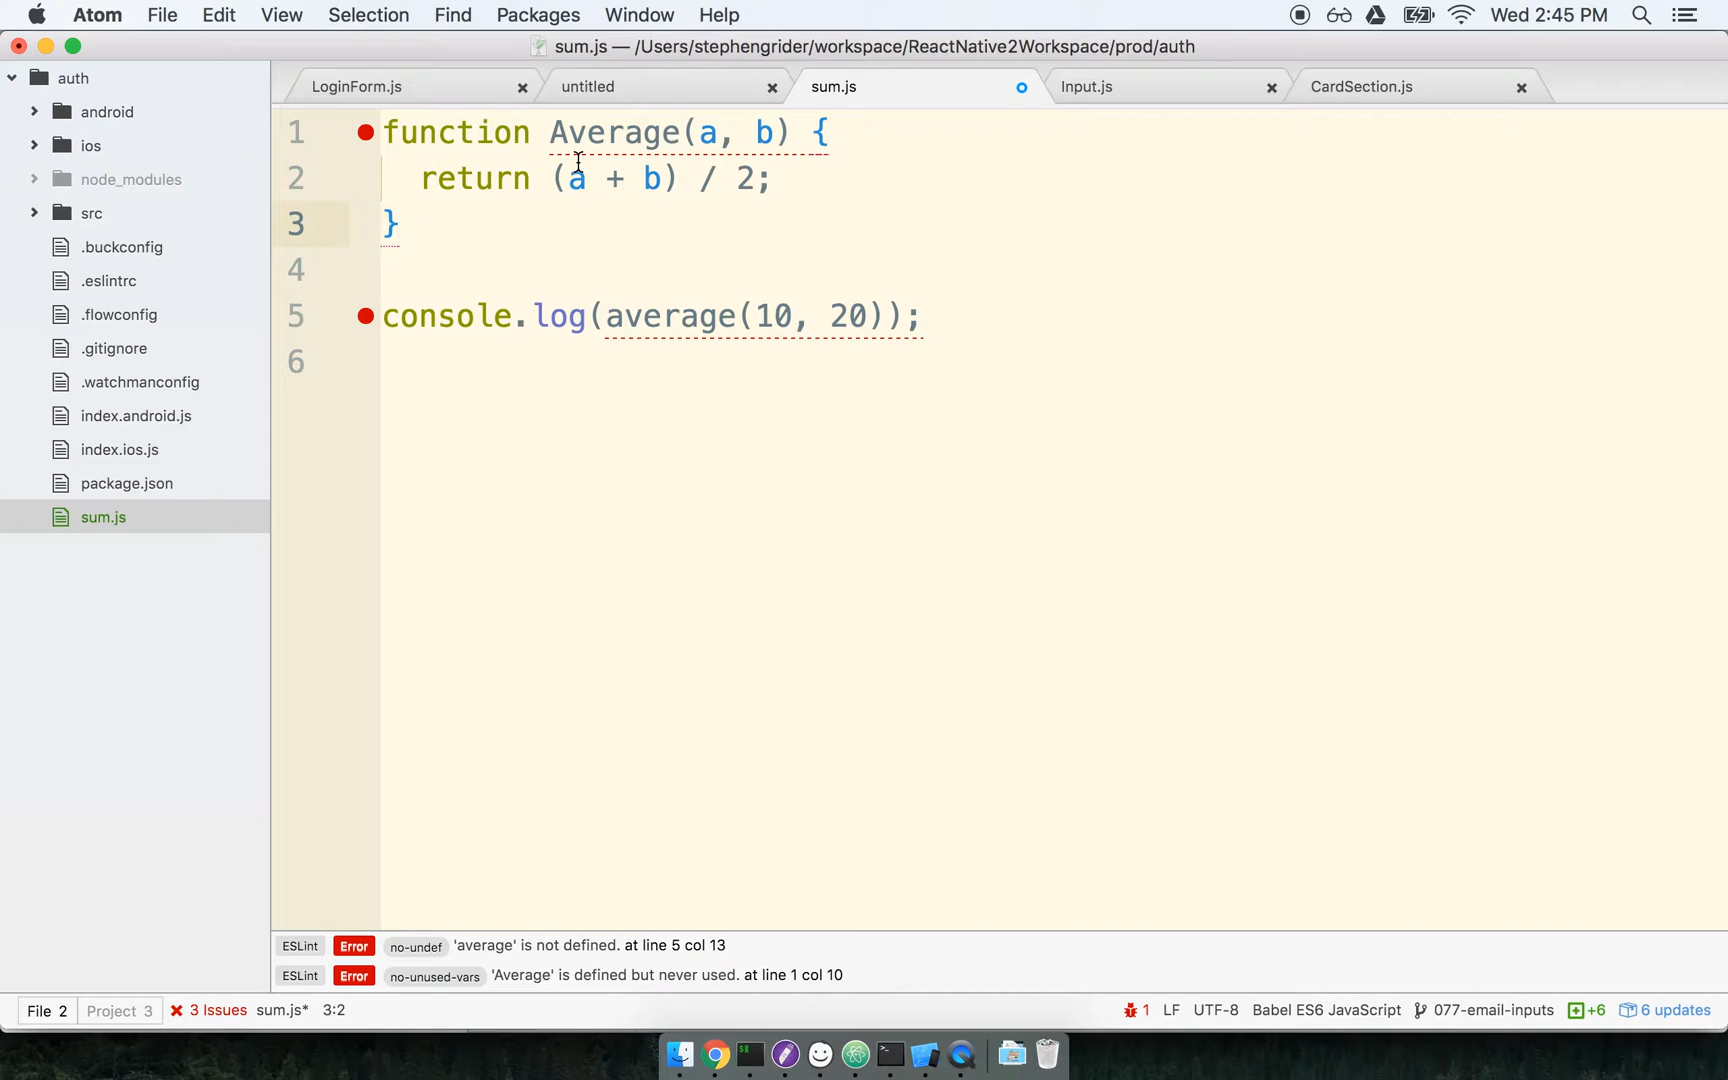 Atom File Edit View Selection Find Packages Window Help Wed 2:45 PM
sum.js — /Users/stephengrider/workspace/ReactNative2Workspace/prod/auth
auth
android
ios
node_modules
src
.buckconfig
.eslintrc
.flowconfig
.gitignore
.watchmanconfig
index.android.js
index.ios.js
package.json
sum.js
LoginForm.js untitled sum.js Input.js CardSection.js
1 function Average(a, b) {
2 return (a + b) / 2;
3 }
4
5 console.log(average(10, 20));
6
ESLint Error no-undef 'average' is not defined. at line 5 col 13
ESLint Error no-unused-vars 'Average' is defined but never used. at line 1 col 10
File 2 Project 3 3 Issues sum.js* 3:2 1 LF UTF-8 Babel ES6 JavaScript 077-email-inputs +6 6 updates